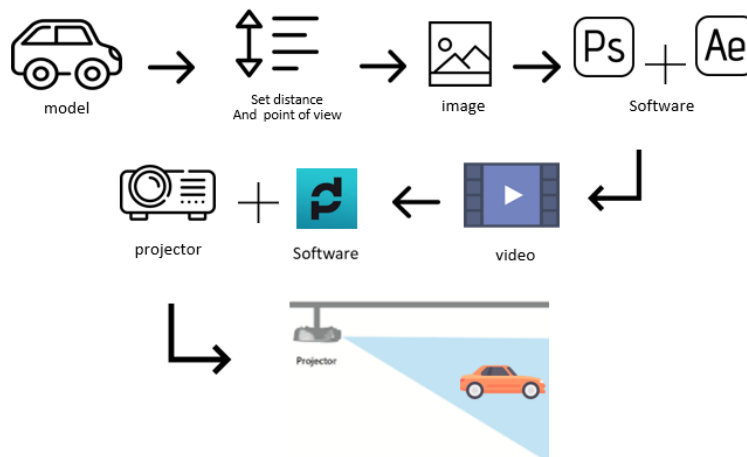 Ps
Ae
model
Set distance
And point of view
image
Software
projector
Software
video
Projector